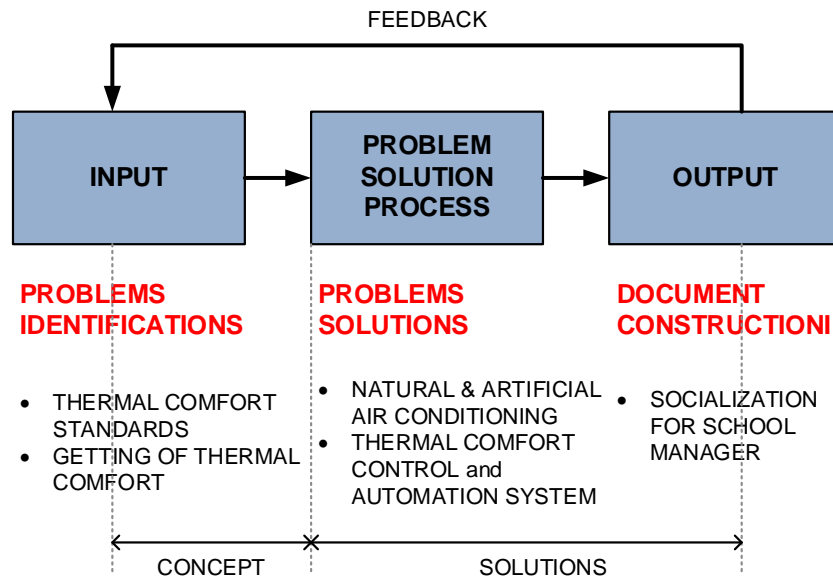 FEEDBACK
INPUT
PROBLEM
SOLUTION
PROCESS
OUTPUT
PROBLEMS
IDENTIFICATIONS
PROBLEMS
SOLUTIONS
DOCUMENT
CONSTRUCTIONI
• THERMAL COMFORT
STANDARDS
• GETTING OF THERMAL
COMFORT
• NATURAL & ARTIFICIAL
AIR CONDITIONING
• THERMAL COMFORT
CONTROL and
AUTOMATION SYSTEM
• SOCIALIZATION
FOR SCHOOL
MANAGER
CONCEPT
SOLUTIONS